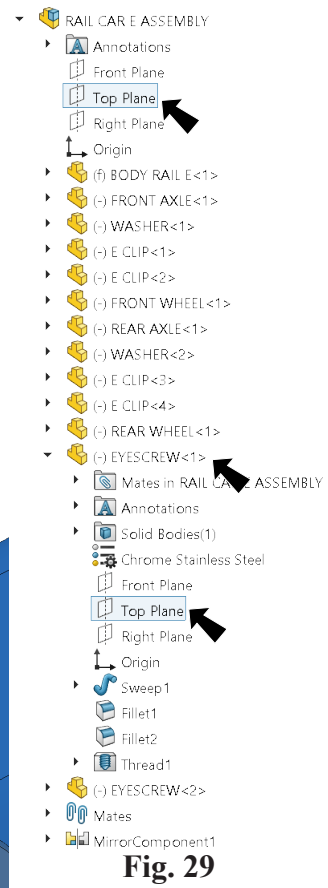 RAIL CAR E ASSEMBLY
Annotations
Front Plane
Top Plane
Right Plane
Origin
(f) BODY RAIL E<1>
(-) FRONT AXLE<1>
(-) WASHER<1>
(-) E CLIP<1>
(-) E CLIP<2>
(-) FRONT WHEEL<1>
(-) REAR AXLE<1>
(-) WASHER<2>
(-) E CLIP<3>
(-) E CLIP<4>
(-) REAR WHEEL<1>
(-) EYESCREW<1>
Mates in RAIL CAR E ASSEMBLY
Annotations
Solid Bodies(1)
Chrome Stainless Steel
Front Plane
Top Plane
Right Plane
Origin
Sweep1
Fillet1
Fillet2
Thread1
(-) EYESCREW<2>
Mates
MirrorComponent1
Fig. 29